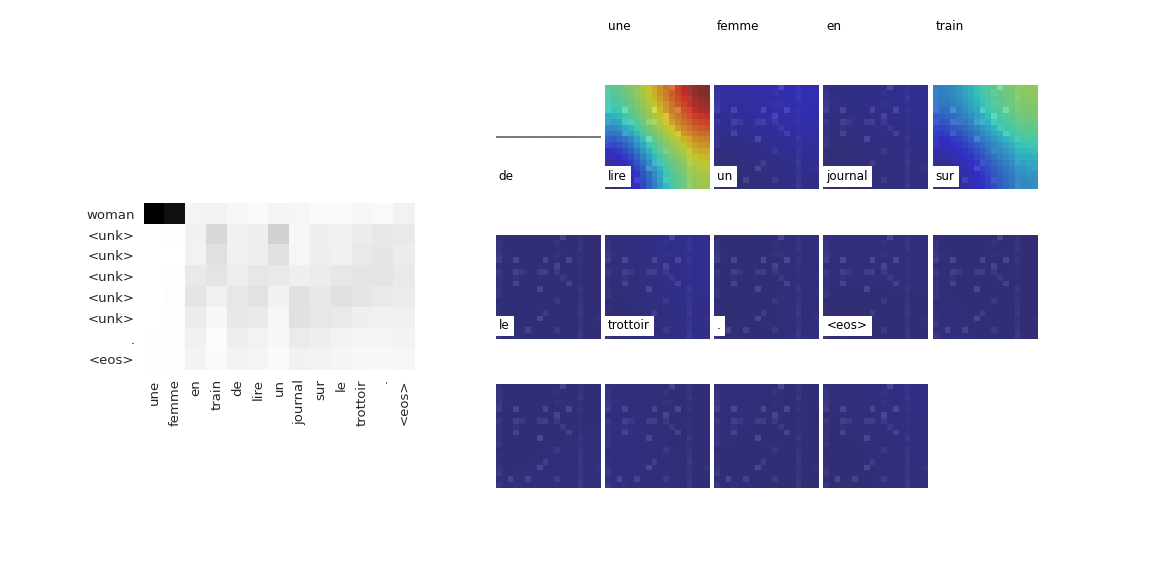 une femme en train
de lire un journal sur
le trottoir . <eos>
woman
<unk>
<unk>
<unk>
<unk>
<unk>
.
<eos>
une femme en train de lire un journal sur le trottoir . <eos>